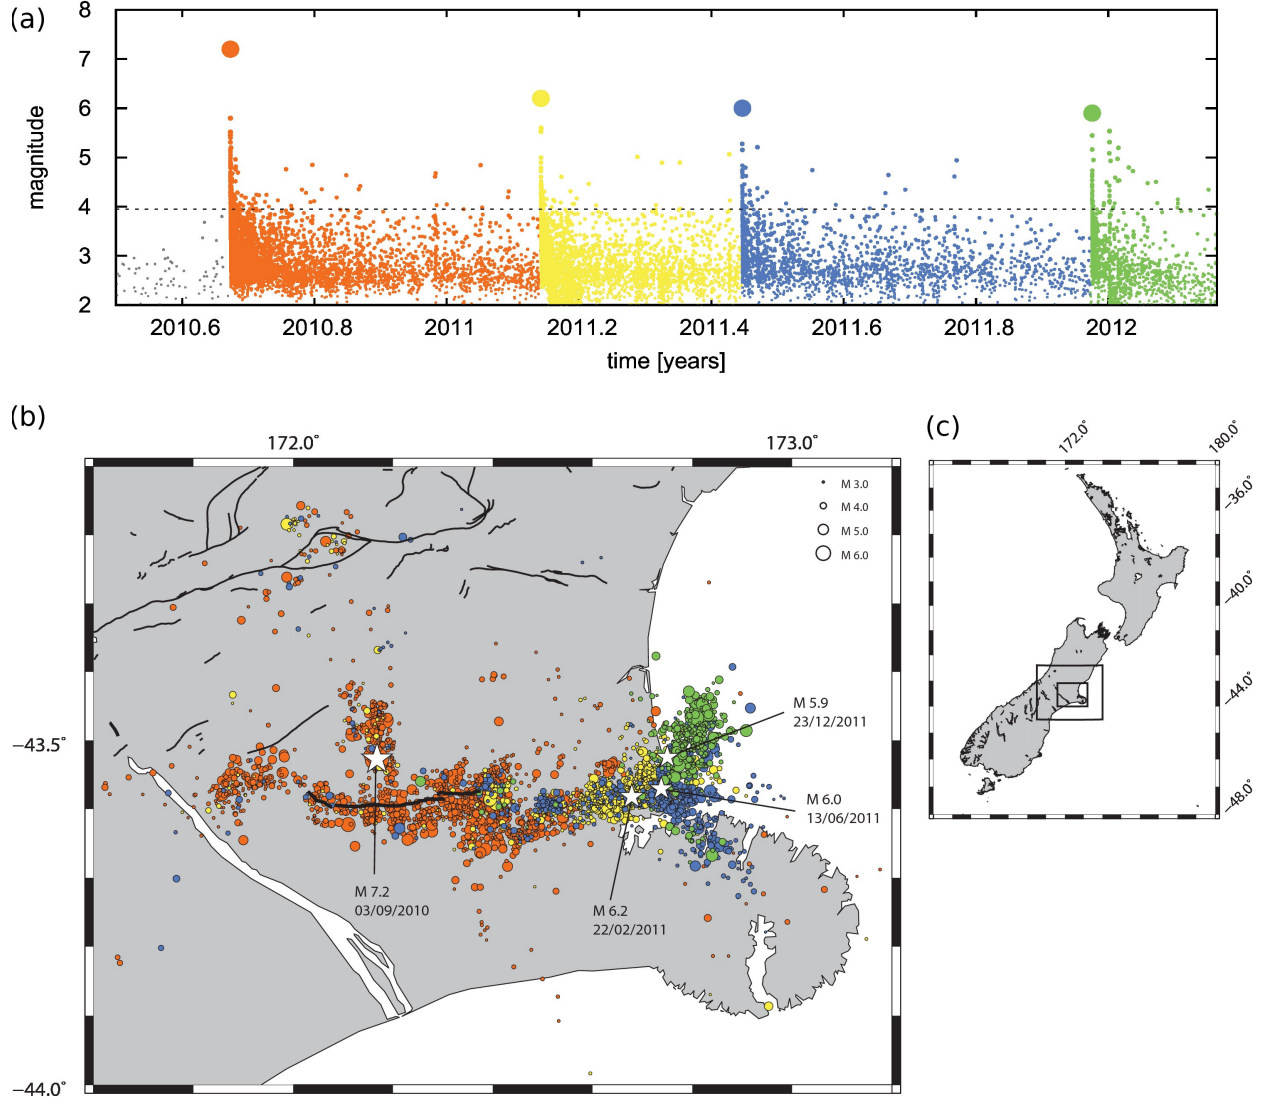 (a)
8
7
6
5
4
3
2
magnitude
2010.6 2010.8 2011 2011.2 2011.4 2011.6 2011.8 2012
time [years]
(b)
172.0° 173.0°
M 3.0
M 4.0
M 5.0
M 6.0
−43.5°
−44.0°
M 5.9
23/12/2011
M 6.0
13/06/2011
M 7.2
03/09/2010
M 6.2
22/02/2011
(c)
172.0° 180.0°
−36.0°
−40.0°
−44.0°
−48.0°